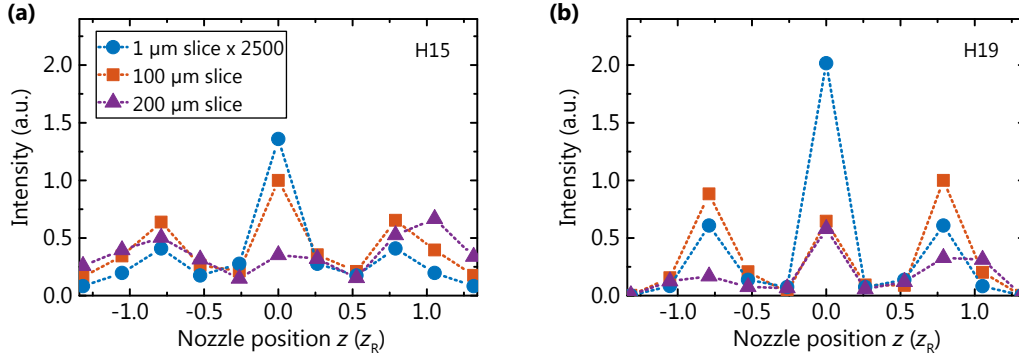 (a)
H15
1 µm slice x 2500
100 µm slice
200 µm slice
Intensity (a.u.)
2.0
1.5
1.0
0.5
0.0
-1.0 -0.5 0.0 0.5 1.0
Nozzle position z (zR)
(b)
H19
Intensity (a.u.)
2.0
1.5
1.0
0.5
0.0
-1.0 -0.5 0.0 0.5 1.0
Nozzle position z (zR)